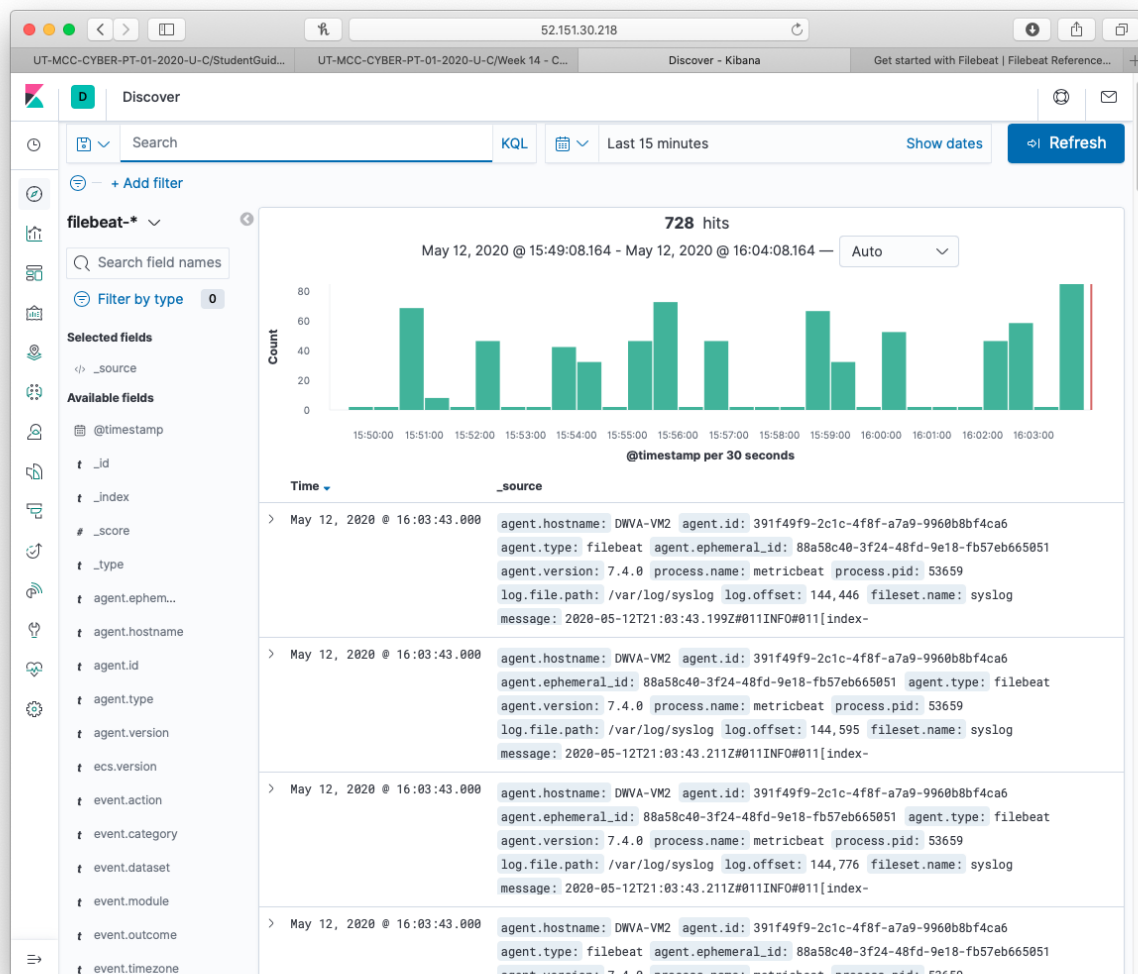 52.151.30.218
UT-MCC-CYBER-PT-01-2020-U-C/StudentGuid...
UT-MCC-CYBER-PT-01-2020-U-C/Week 14 - C...
Discover - Kibana
Get started with Filebeat | Filebeat Reference...
D Discover
Search KQL Last 15 minutes Show dates Refresh
+ Add filter
filebeat-*
Search field names
Filter by type 0
Selected fields
_source
Available fields
@timestamp
t _id
t _index
# _score
t _type
t agent.ephem...
t agent.hostname
t agent.id
t agent.type
t agent.version
t ecs.version
t event.action
t event.category
t event.dataset
t event.module
t event.outcome
t event.timezone
728 hits
May 12, 2020 @ 15:49:08.164 - May 12, 2020 @ 16:04:08.164 — Auto
Count
80
60
40
20
0
15:50:00 15:51:00 15:52:00 15:53:00 15:54:00 15:55:00 15:56:00 15:57:00 15:58:00 15:59:00 16:00:00 16:01:00 16:02:00 16:03:00
@timestamp per 30 seconds
Time _source
May 12, 2020 @ 16:03:43.000 agent.hostname: DWVA-VM2 agent.id: 391f49f9-2c1c-4f8f-a7a9-9960b8bf4ca6
agent.type: filebeat agent.ephemeral_id: 88a58c40-3f24-48fd-9e18-fb57eb665051
agent.version: 7.4.0 process.name: metricbeat process.pid: 53659
log.file.path: /var/log/syslog log.offset: 144,446 fileset.name: syslog
message: 2020-05-12T21:03:43.199Z#011INFO#011[index-
May 12, 2020 @ 16:03:43.000 agent.hostname: DWVA-VM2 agent.id: 391f49f9-2c1c-4f8f-a7a9-9960b8bf4ca6
agent.ephemeral_id: 88a58c40-3f24-48fd-9e18-fb57eb665051 agent.type: filebeat
agent.version: 7.4.0 process.name: metricbeat process.pid: 53659
log.file.path: /var/log/syslog log.offset: 144,595 fileset.name: syslog
message: 2020-05-12T21:03:43.211Z#011INFO#011[index-
May 12, 2020 @ 16:03:43.000 agent.hostname: DWVA-VM2 agent.id: 391f49f9-2c1c-4f8f-a7a9-9960b8bf4ca6
agent.ephemeral_id: 88a58c40-3f24-48fd-9e18-fb57eb665051 agent.type: filebeat
agent.version: 7.4.0 process.name: metricbeat process.pid: 53659
log.file.path: /var/log/syslog log.offset: 144,776 fileset.name: syslog
message: 2020-05-12T21:03:43.211Z#011INFO#011[index-
May 12, 2020 @ 16:03:43.000 agent.hostname: DWVA-VM2 agent.id: 391f49f9-2c1c-4f8f-a7a9-9960b8bf4ca6
agent.type: filebeat agent.ephemeral_id: 88a58c40-3f24-48fd-9e18-fb57eb665051